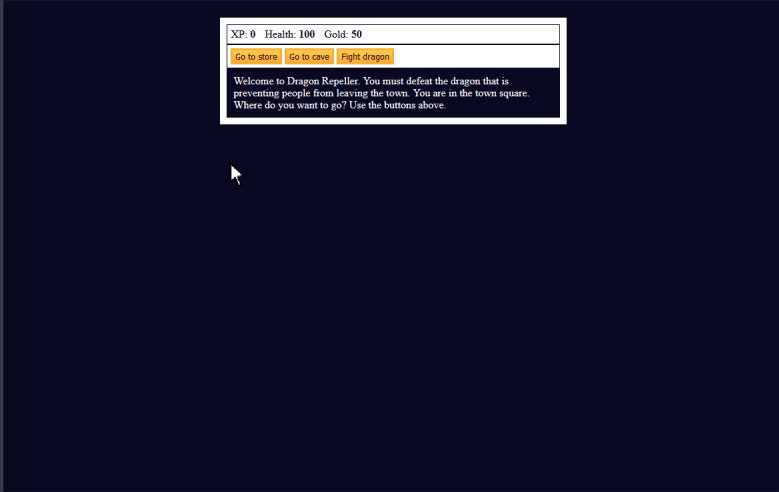 XP: 0 Health: 100 Gold: 50
Go to store Go to cave Fight dragon
Welcome to Dragon Repeller. You must defeat the dragon that is
preventing people from leaving the town. You are in the town square.
Where do you want to go? Use the buttons above.